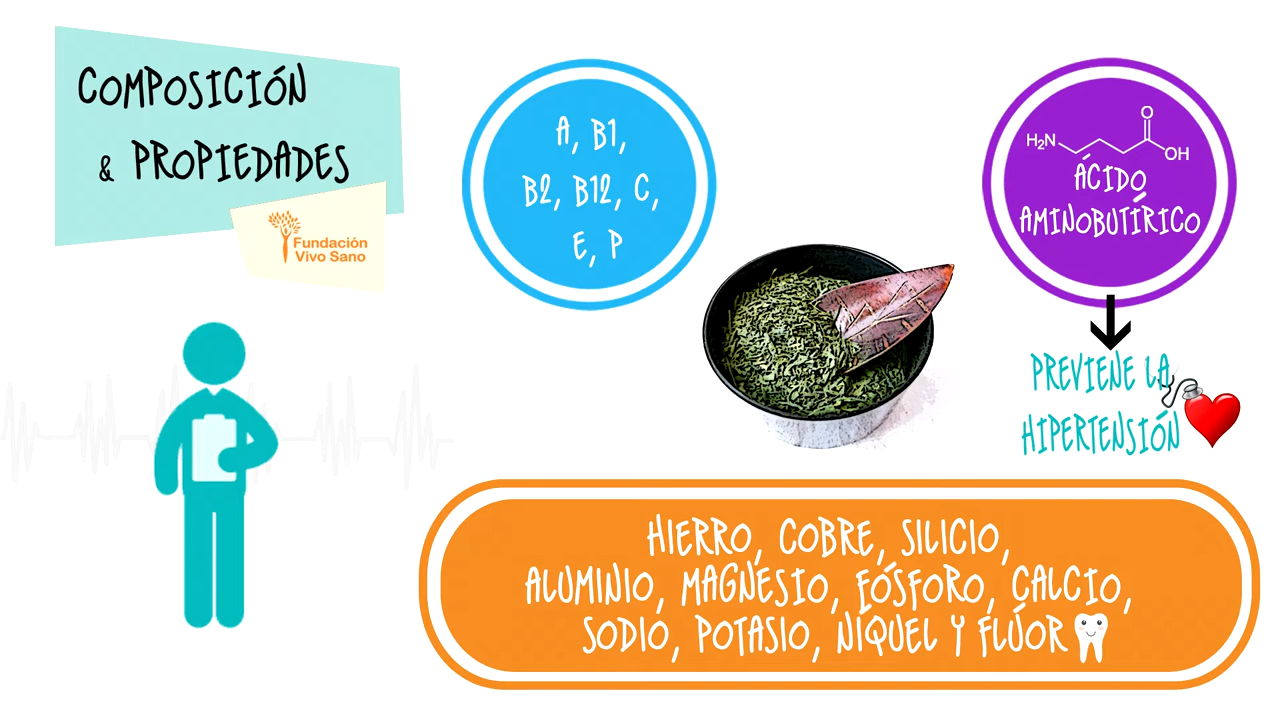 COMPOSICIÓN
& PROPIEDADES
Fundación
Vivo Sano
A, B1,
B2, B12, C,
E, P
H₂N
O
OH
ÁCIDO
AMINOBUTÍRICO
PREVIENE LA
HIPERTENSIÓN
HIERRO, COBRE, SILICIO,
ALUMINIO, MAGNESIO, FÓSFORO, CALCIO,
SODIO, POTASIO, NÍQUEL Y FLÚOR